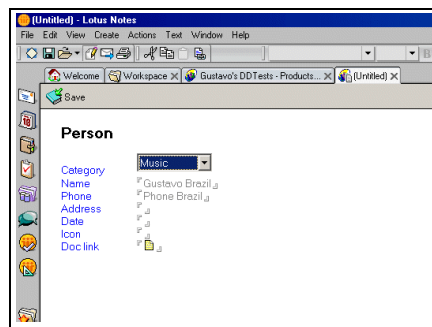 (Untitled) - Lotus Notes
File Edit View Create Actions Text Window Help
Welcome Workspace Gustavo's DDTests - Products... (Untitled)
Save
Person
Category Music
Name Gustavo Brazil
Phone Phone Brazil
Address
Date
Icon
Doc link